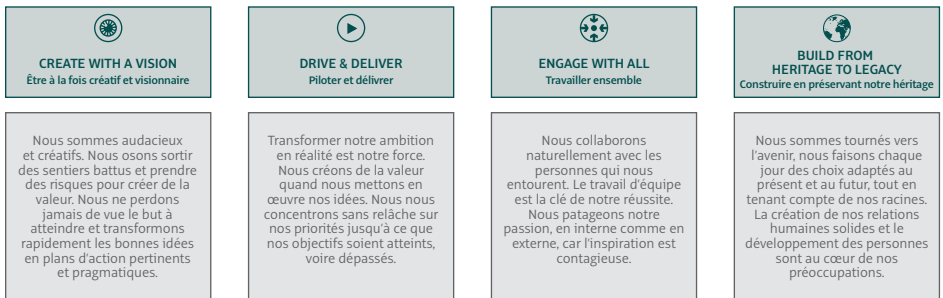 CREATE WITH A VISION
Être à la fois créatif et visionnaire
Nous sommes audacieux
et créatifs. Nous osons sortir
des sentiers battus et prendre
des risques pour créer de la
valeur. Nous ne perdons
jamais de vue le but à
atteindre et transformons
rapidement les bonnes idées
en plans d'action pertinents
et pragmatiques.
DRIVE & DELIVER
Piloter et délivrer
Transformer notre ambition
en réalité est notre force.
Nous créons de la valeur
quand nous mettons en
œuvre nos idées. Nous nous
concentrons sans relâche sur
nos priorités jusqu'à ce que
nos objectifs soient atteints,
voire dépassés.
ENGAGE WITH ALL
Travailler ensemble
Nous collaborons
naturellement avec les
personnes qui nous
entourent. Le travail d'équipe
est la clé de notre réussite.
Nous patageons notre
passion, en interne comme en
externe, car l'inspiration est
contagieuse.
BUILD FROM
HERITAGE TO LEGACY
Construire en préservant notre héritage
Nous sommes tournés vers
l'avenir, nous faisons chaque
jour des choix adaptés au
présent et au futur, tout en
tenant compte de nos racines.
La création de nos relations
humaines solides et le
développement des personnes
sont au cœur de nos
préoccupations.